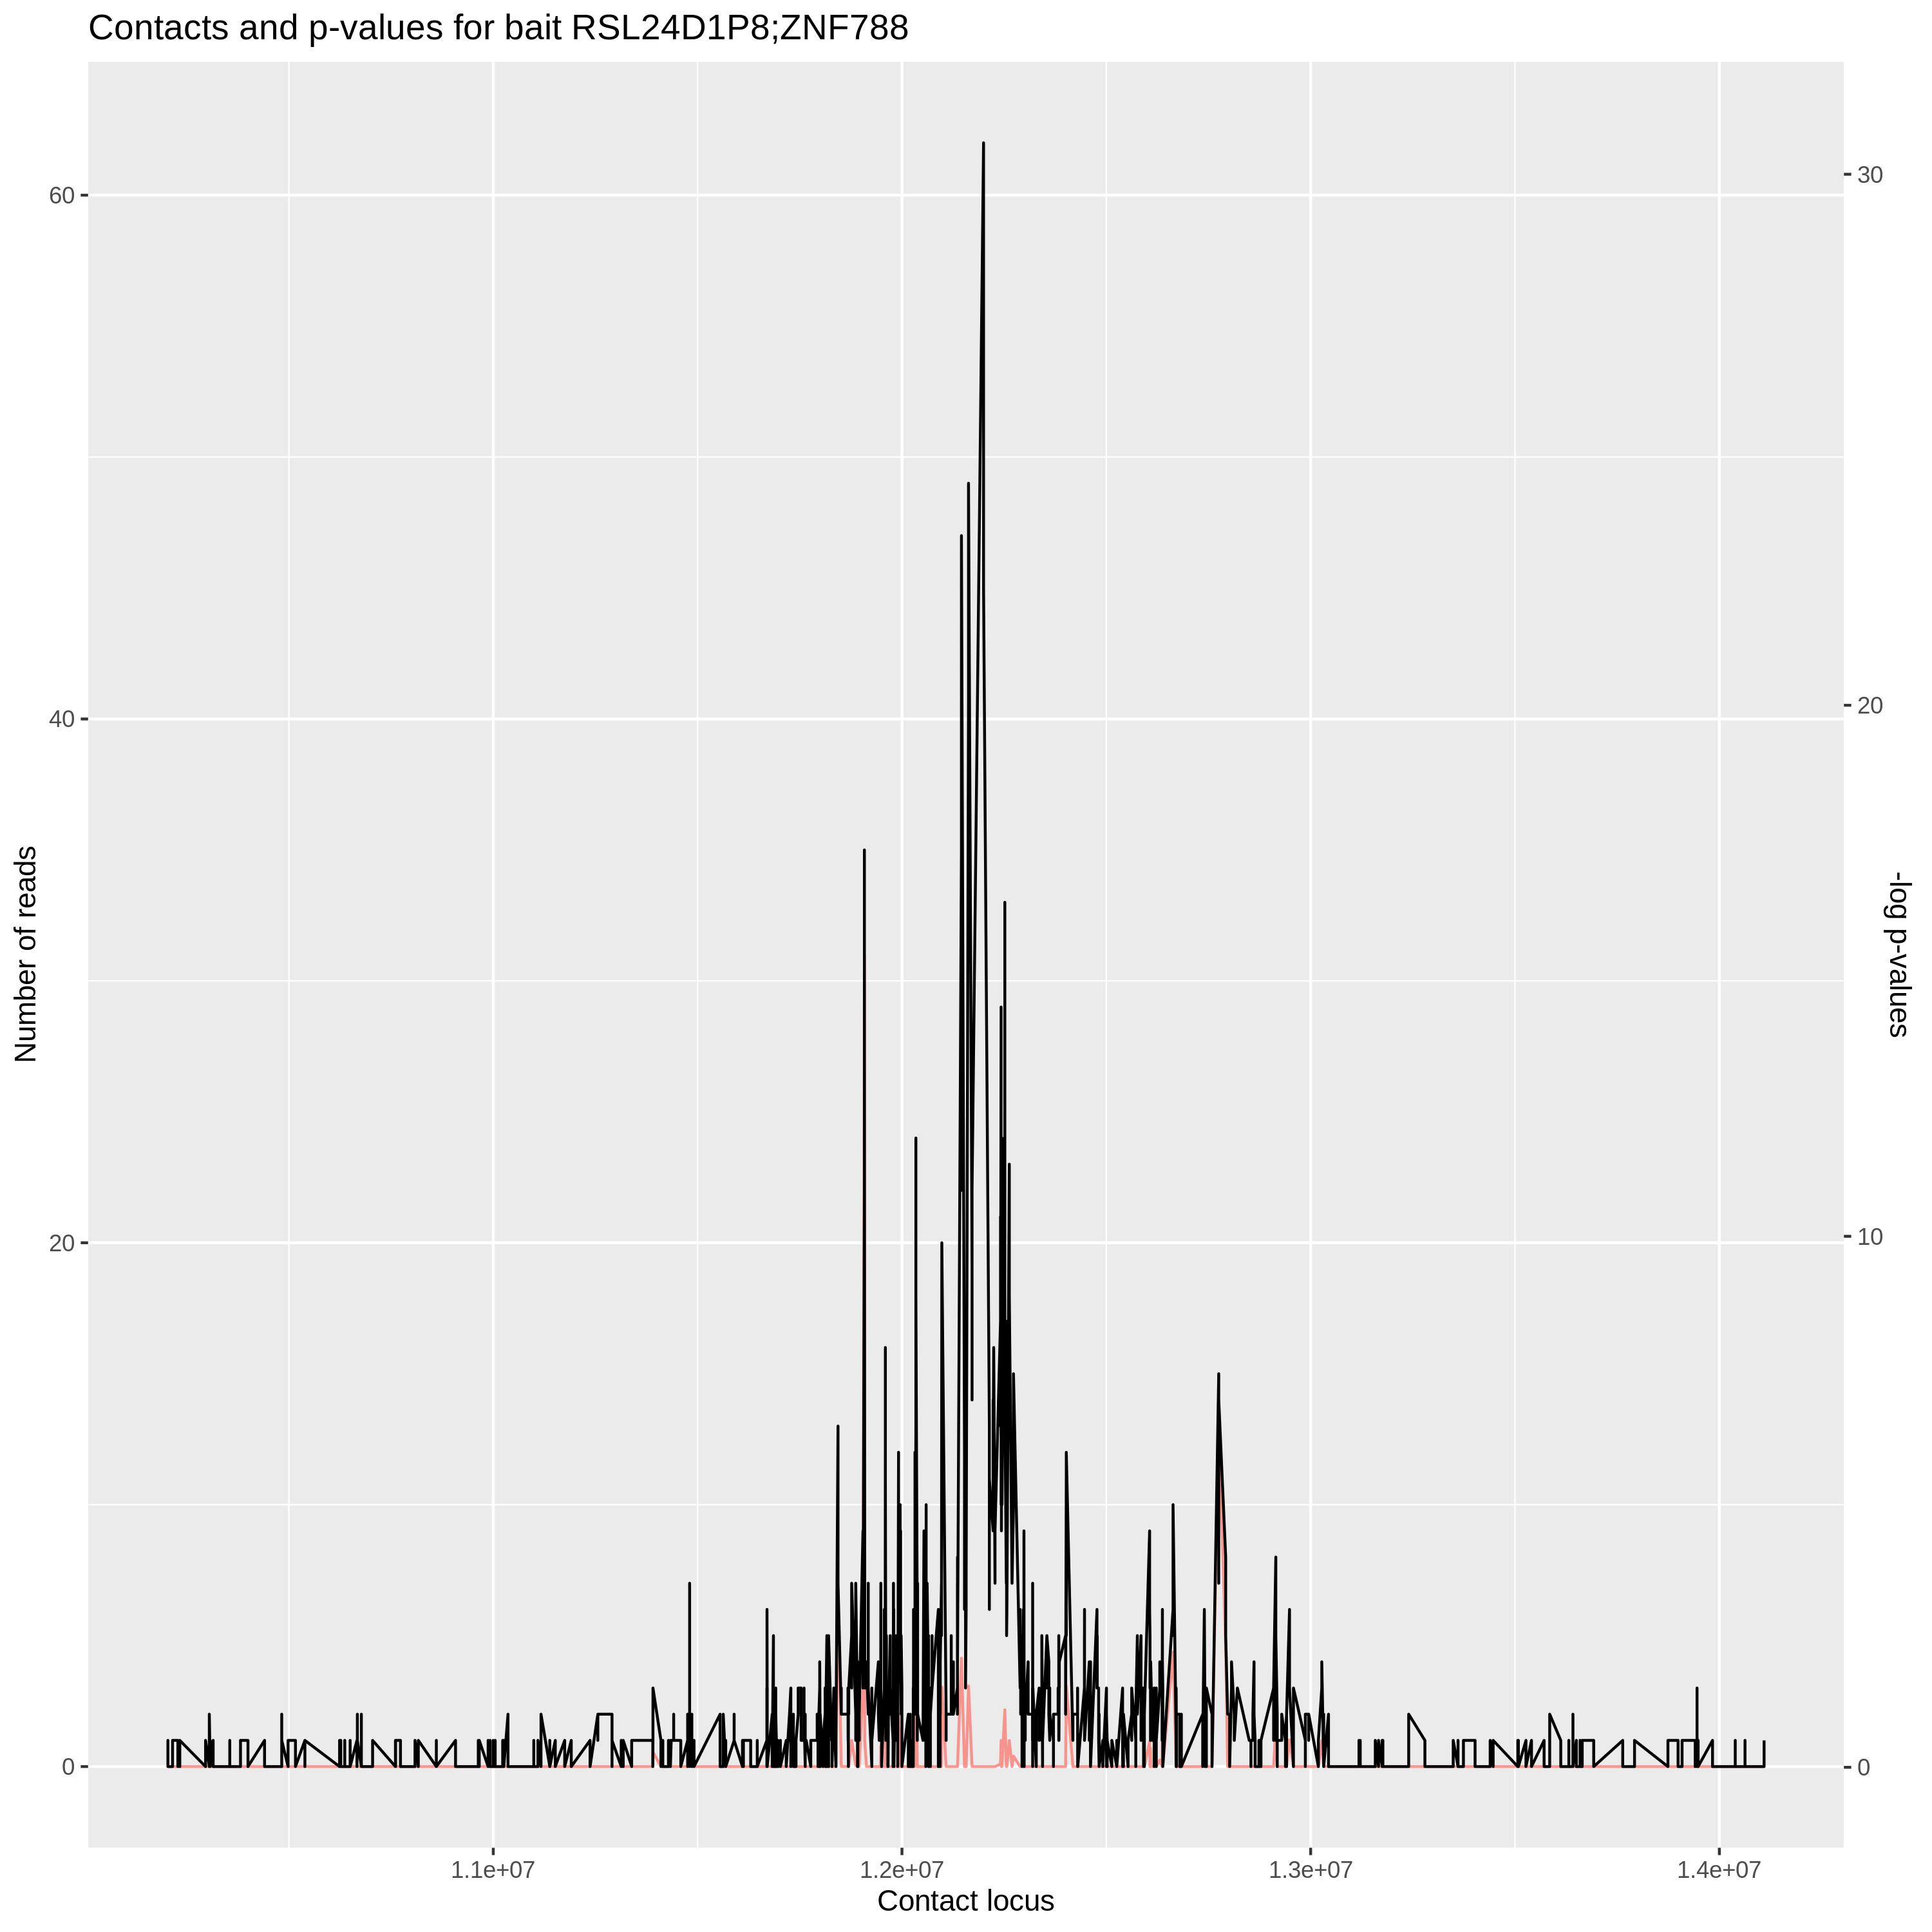 Contacts and p-values for bait RSL24D1P8;ZNF788
Number of reads
60
40
20
0
30
20
10
0
-log p-values
1.1e+07
1.2e+07
1.3e+07
1.4e+07
Contact locus